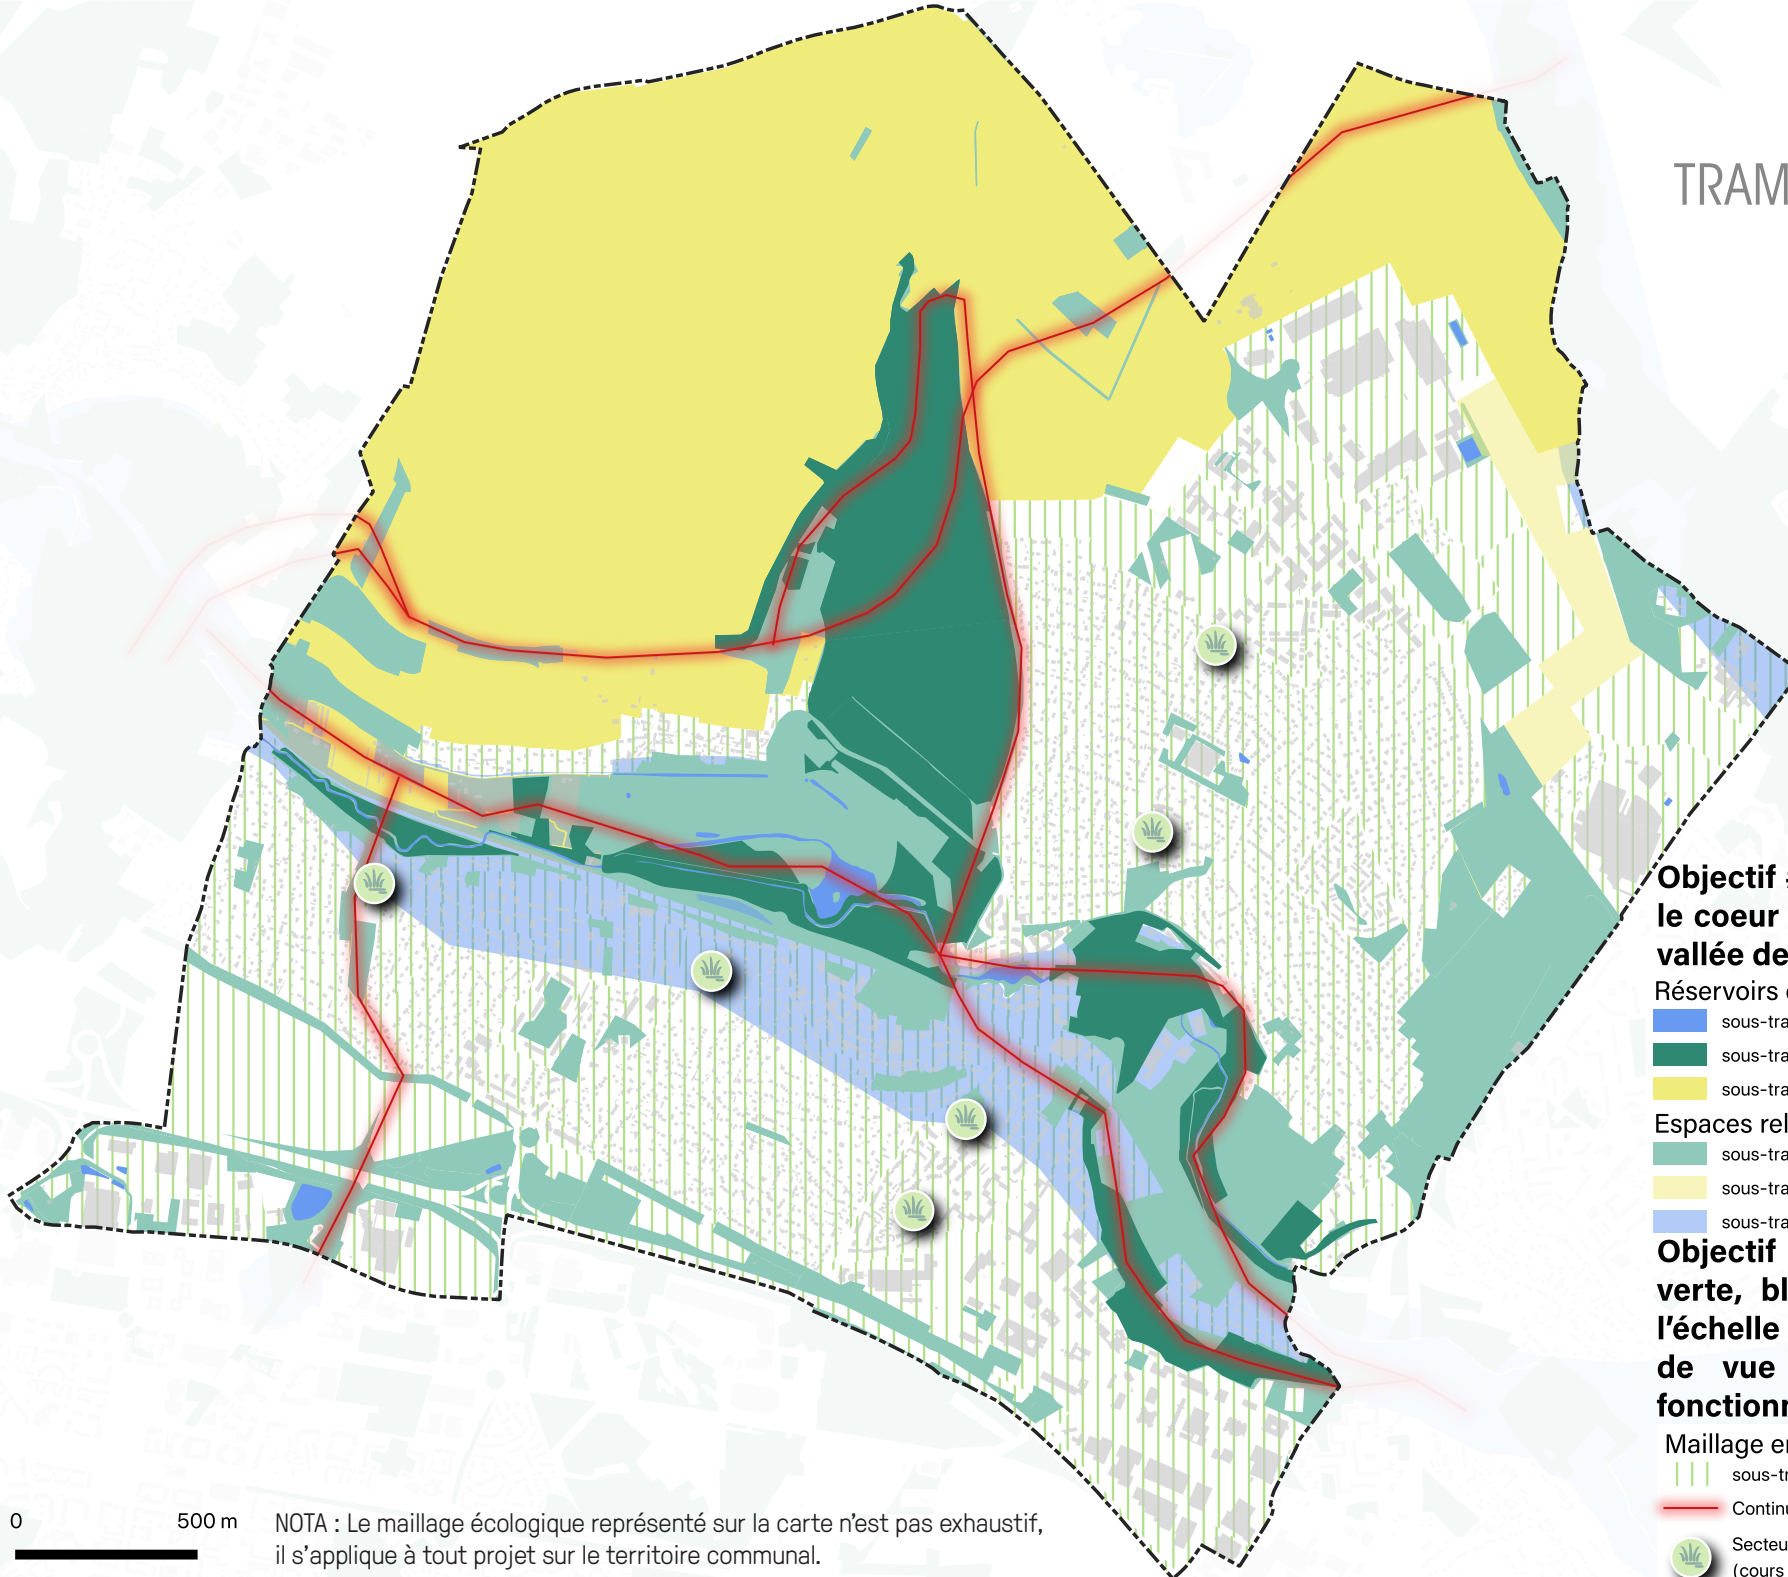 TRAM
Objectif
le coeur
vallée de
Réservoirs
sous-tra
sous-tra
sous-tra
Espaces rel
sous-tra
sous-tra
sous-tra
Objectif
verte, bl
l'échelle
de vue
fonctionn
Maillage e
sous-tr
Continu
Secteu
(cours
0 500 m
NOTA : Le maillage écologique représenté sur la carte n'est pas exhaustif,
il s'applique à tout projet sur le territoire communal.